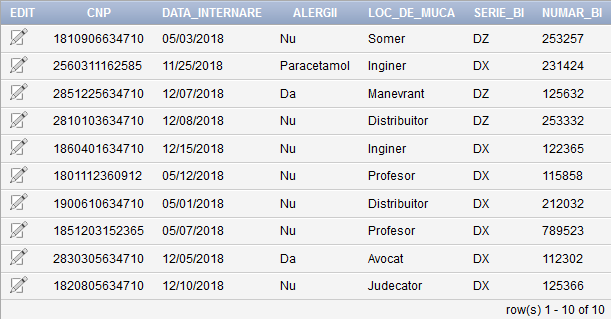 EDIT CNP DATA_INTERNARE ALERGII LOC_DE_MUCA SERIE_BI NUMAR_BI
1810906634710 05/03/2018 Nu Somer DZ 253257
2560311162585 11/25/2018 Paracetamol Inginer DX 231424
2851225634710 12/07/2018 Da Manevrant DZ 125632
2810103634710 12/08/2018 Nu Distribuitor DZ 253332
1860401634710 12/15/2018 Nu Inginer DX 122365
1801112360912 05/12/2018 Nu Profesor DX 115858
1900610634710 05/01/2018 Nu Distribuitor DX 212032
1851203152365 05/07/2018 Nu Profesor DX 789523
2830305634710 12/05/2018 Da Avocat DX 112302
1820805634710 12/10/2018 Nu Judecator DX 125366
row(s) 1 - 10 of 10